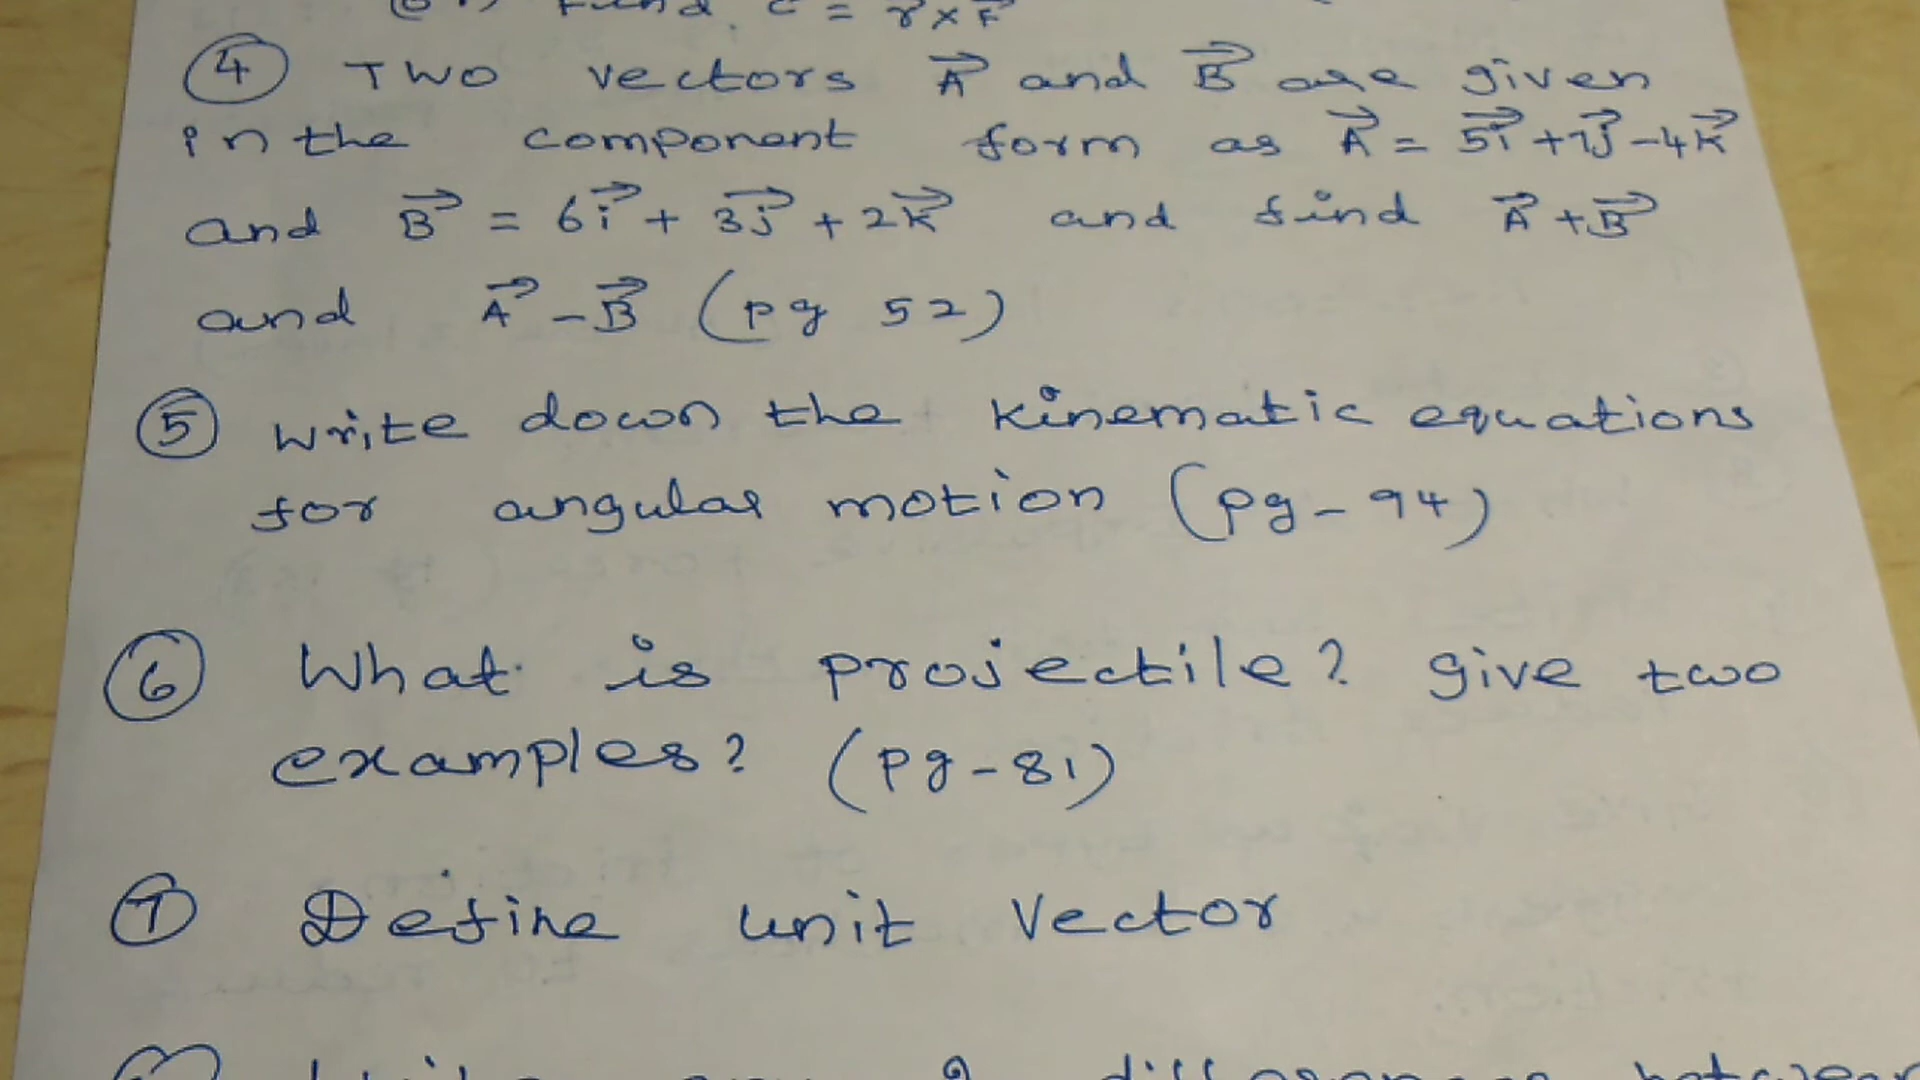 Find C⃗ = r⃗ × F⃗
④ Two vectors A⃗ and B⃗ are given
in the component form as A⃗ = 5i⃗ + 7j⃗ - 4k⃗
and B⃗ = 6i⃗ + 3j⃗ + 2k⃗ and find A⃗ + B⃗
and A⃗ - B⃗ (pg 52)
⑤ Write down the kinematic equations
for angular motion (pg - 94)
⑥ What is projectile? give two
examples? (pg - 81)
⑦ Define unit vector